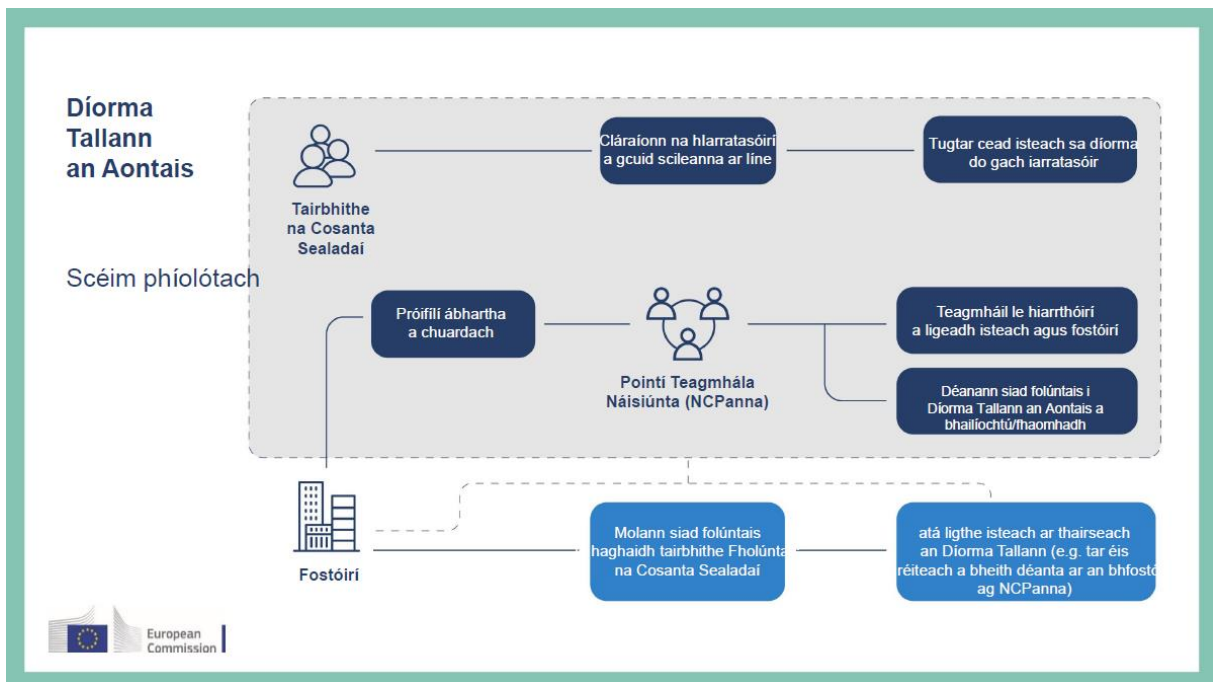 Díorma
Tallann
an Aontais
Scéim phíolótach
Tairbhithe
na Cosanta
Sealadaí
Cláraíonn na hIarratasóirí
a gcuid scileanna ar líne
Tugtar cead isteach sa díorma
do gach iarratasóir
Próifílí ábhartha
a chuardach
Pointí Teagmhála
Náisiúnta (NCPanna)
Teagmháil le hiarrthóirí
a ligeadh isteach agus fostóirí
Déanann siad folúntais i
Díorma Tallann an Aontais a
bhailíochtú/fhaomhadh
Fostóirí
Molann siad folúntais
haghaidh tairbhithe Fholúnta
na Cosanta Sealadaí
atá ligthe isteach ar thairseach
an Díorma Tallann (e.g. tar éis
réiteach a bheith déanta ar an bhfostó
ag NCPanna)
European
Commission